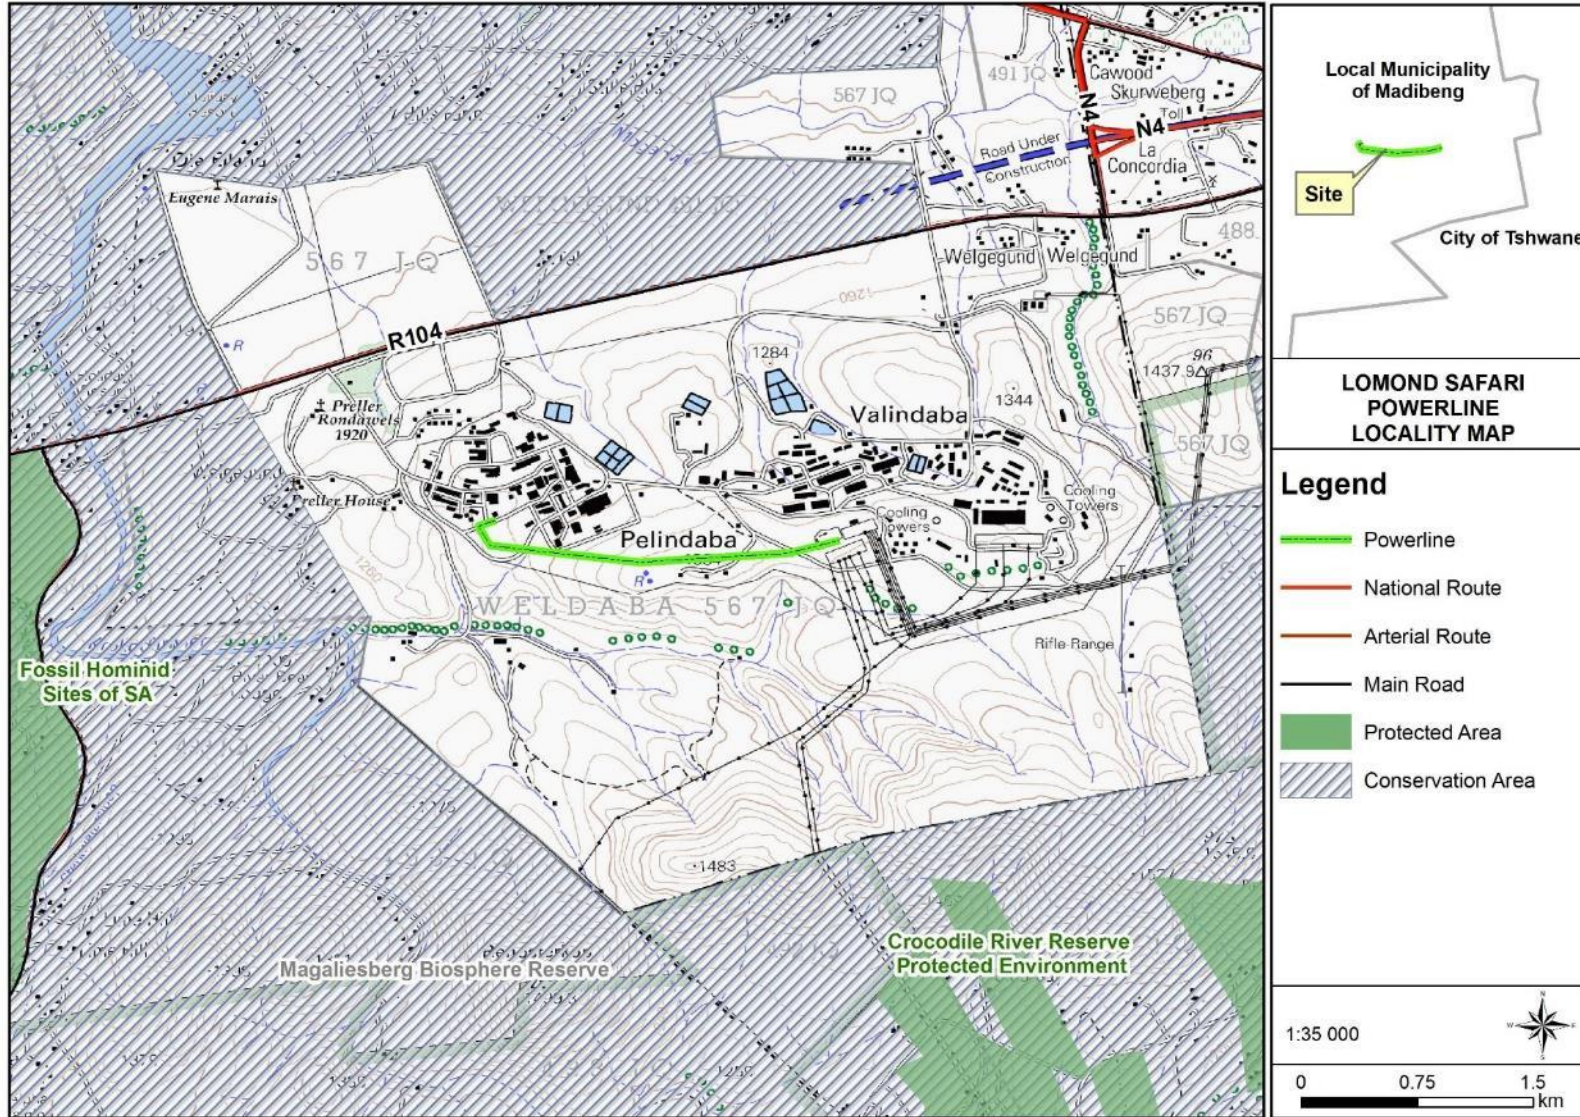 491 JQ
Cawood
Skurweberg
567 JQ
N4
N4
Toll
La
Concordia
Road Under
Construction
Eugene Marais
567 JQ
Welgegund
Welgegund
488
1260
567 JQ
R104
96
1437.9
1284
1344
567 JQ
Preller
Rondawels
1920
Valindaba
Preller House
Cooling
Towers
Cooling
Towers
Pelindaba
1260
R
R
WELDABA 567 JQ
Rifle Range
Fossil Hominid
Sites of SA
1483
Crocodile River Reserve
Protected Environment
Magaliesberg Biosphere Reserve
Local Municipality
of Madibeng
Site
City of Tshwane
LOMOND SAFARI
POWERLINE
LOCALITY MAP
Legend
Powerline
National Route
Arterial Route
Main Road
Protected Area
Conservation Area
1:35 000
N
W
E
S
0 0.75 1.5
km